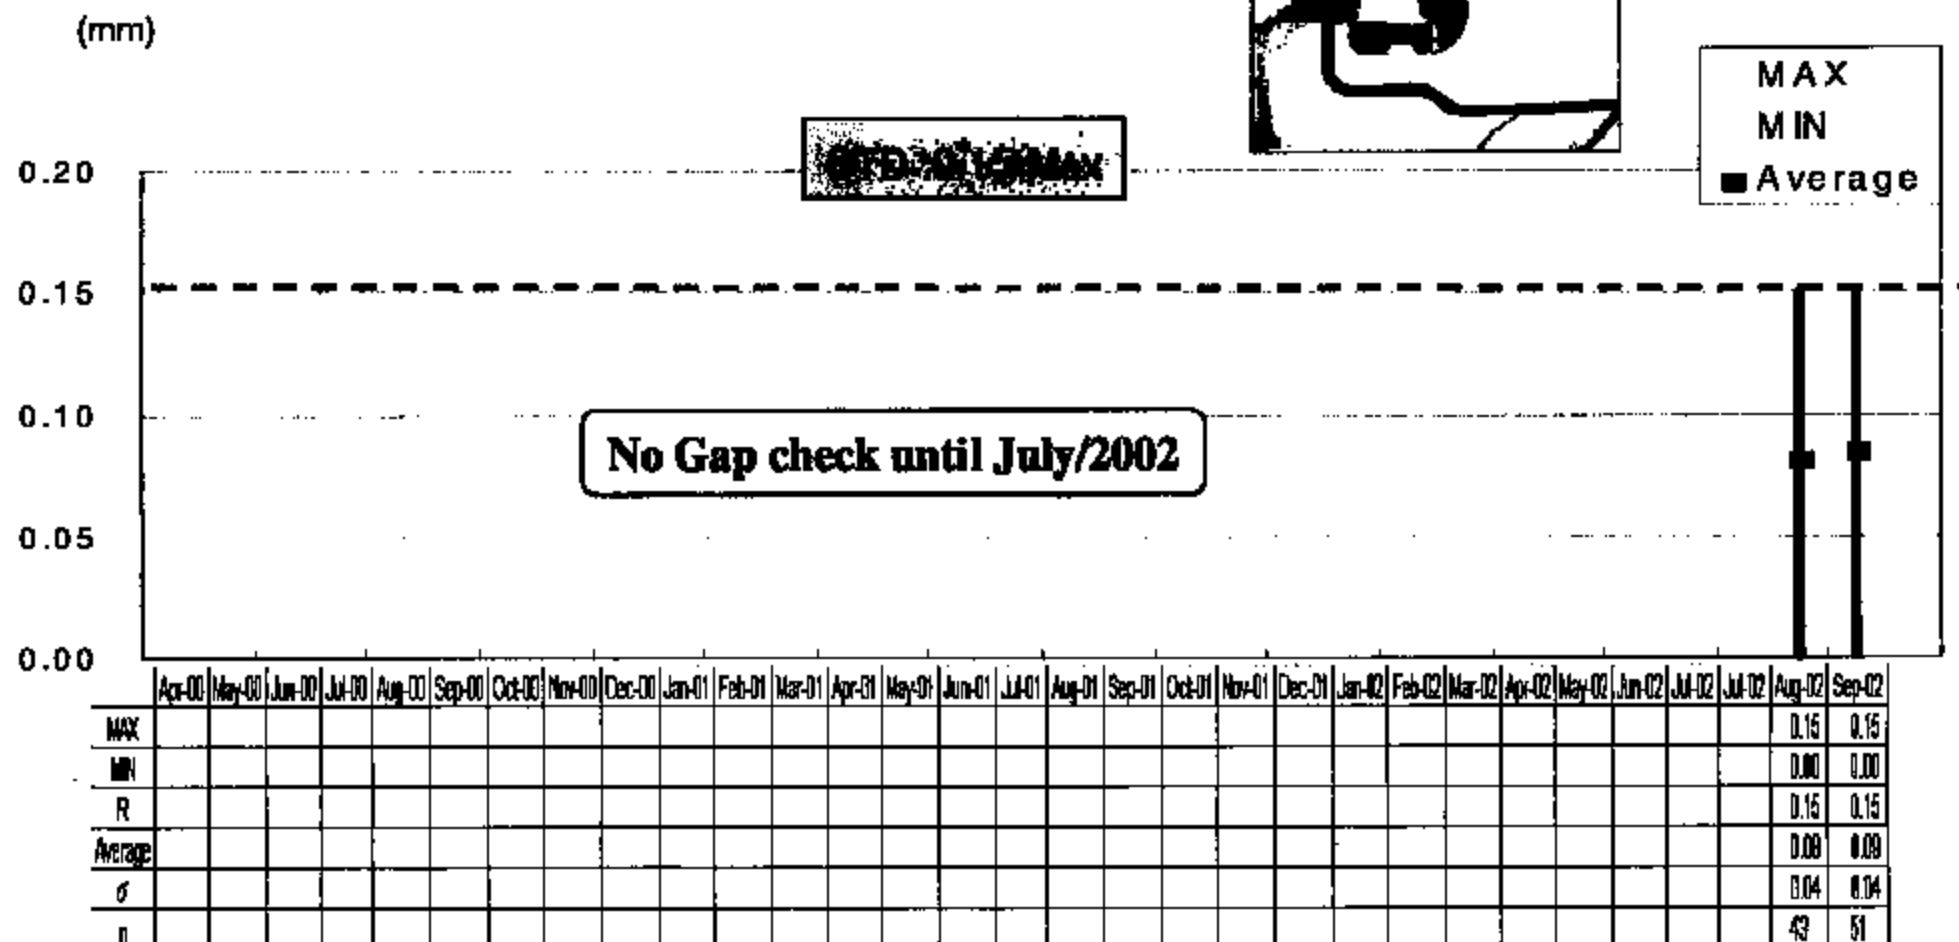 (mm)
MAX
MIN
Average
0.20
0.15
0.10
No Gap check until July/2002
0.05
0.00
Apr-00 May-00 Jun-00 Jul-00 Aug-00 Sep-00 Oct-00 Nov-00 Dec-00 Jan-01 Feb-01 Mar-01 Apr-01 May-01 Jun-01 Jul-01 Aug-01 Sep-01 Oct-01 Nov-01 Dec-01 Jan-02 Feb-02 Mar-02 Apr-02 May-02 Jun-02 Jul-02 Jul-02 Aug-02 Sep-02
MAX 0.15 0.15
MIN 0.00 0.00
R 0.15 0.15
Average 0.09
σ 0.04 0.04
n 43 51